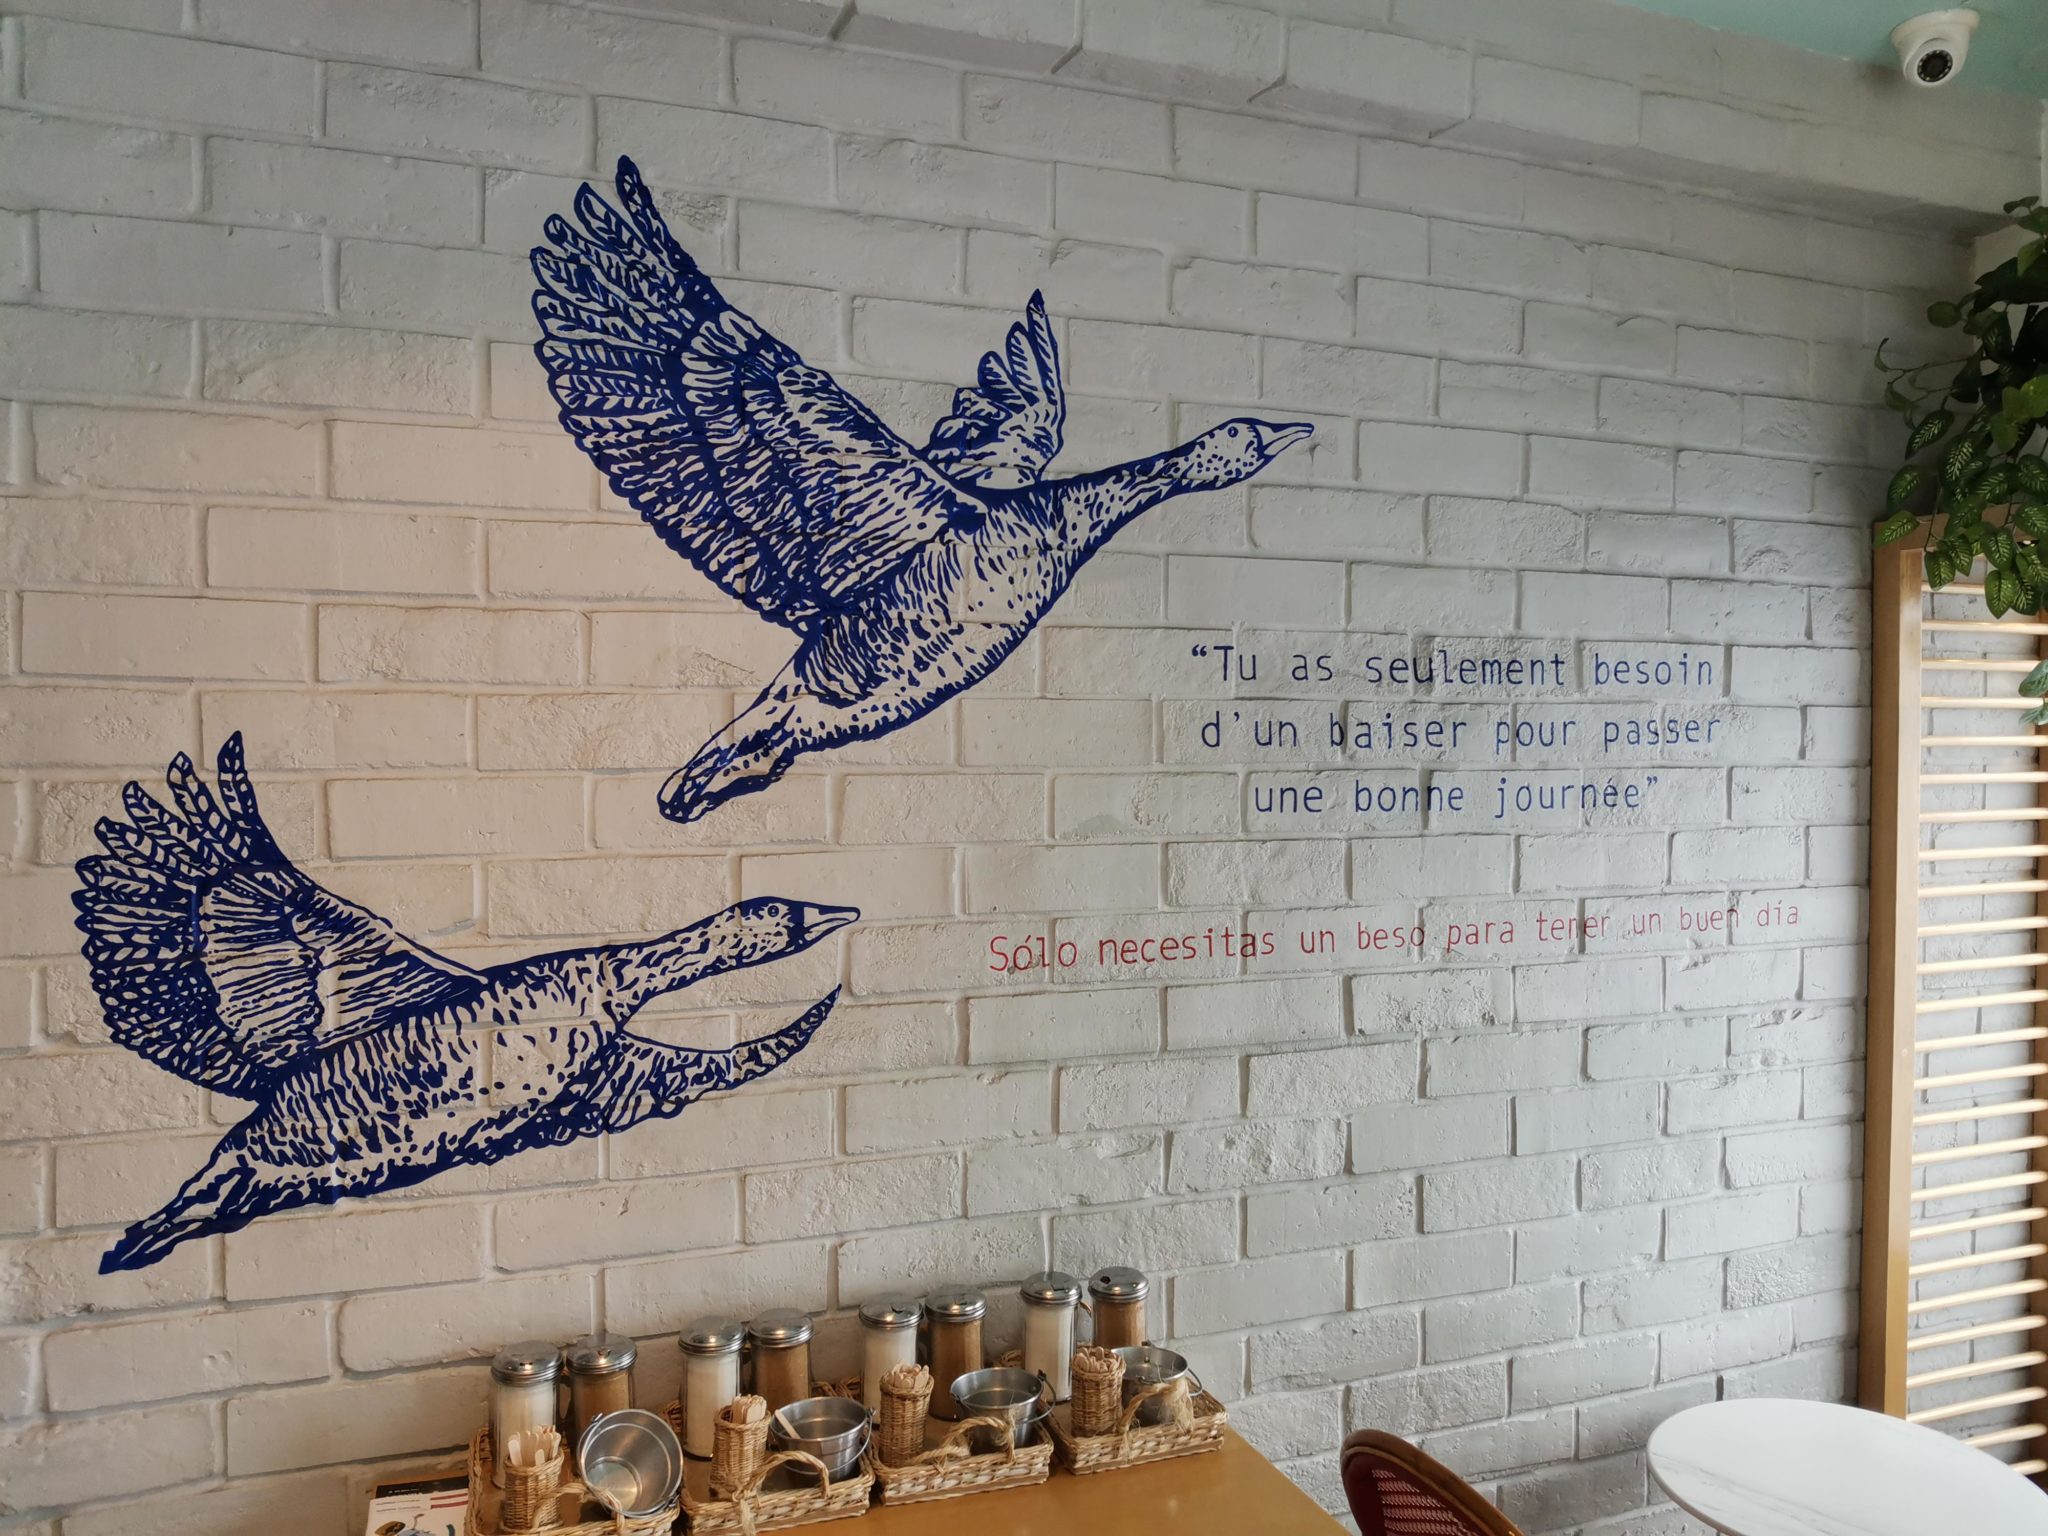 “Tu as seulement besoin
d'un baiser pour passer
une bonne journée”
Sólo necesitas un beso para tener un buen día